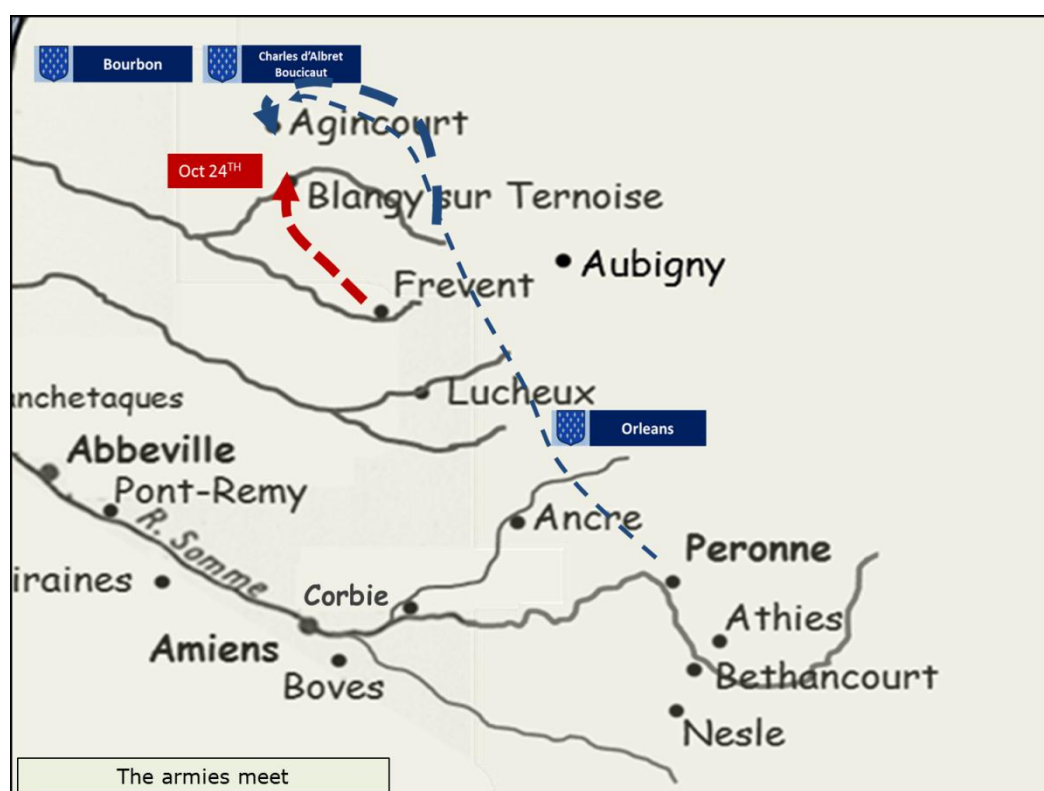 Bourbon
Charles d'Albret
Boucicaut
Agincourt
Oct 24TH
Blangy sur Ternoise
Aubigny
Frevent
Lucheux
nchetaques
Orleans
Abbeville
Pont-Remy
Ancre
R. Somme
Peronne
iraines
Corbie
Athies
Amiens
Bethancourt
Boves
Nesle
The armies meet